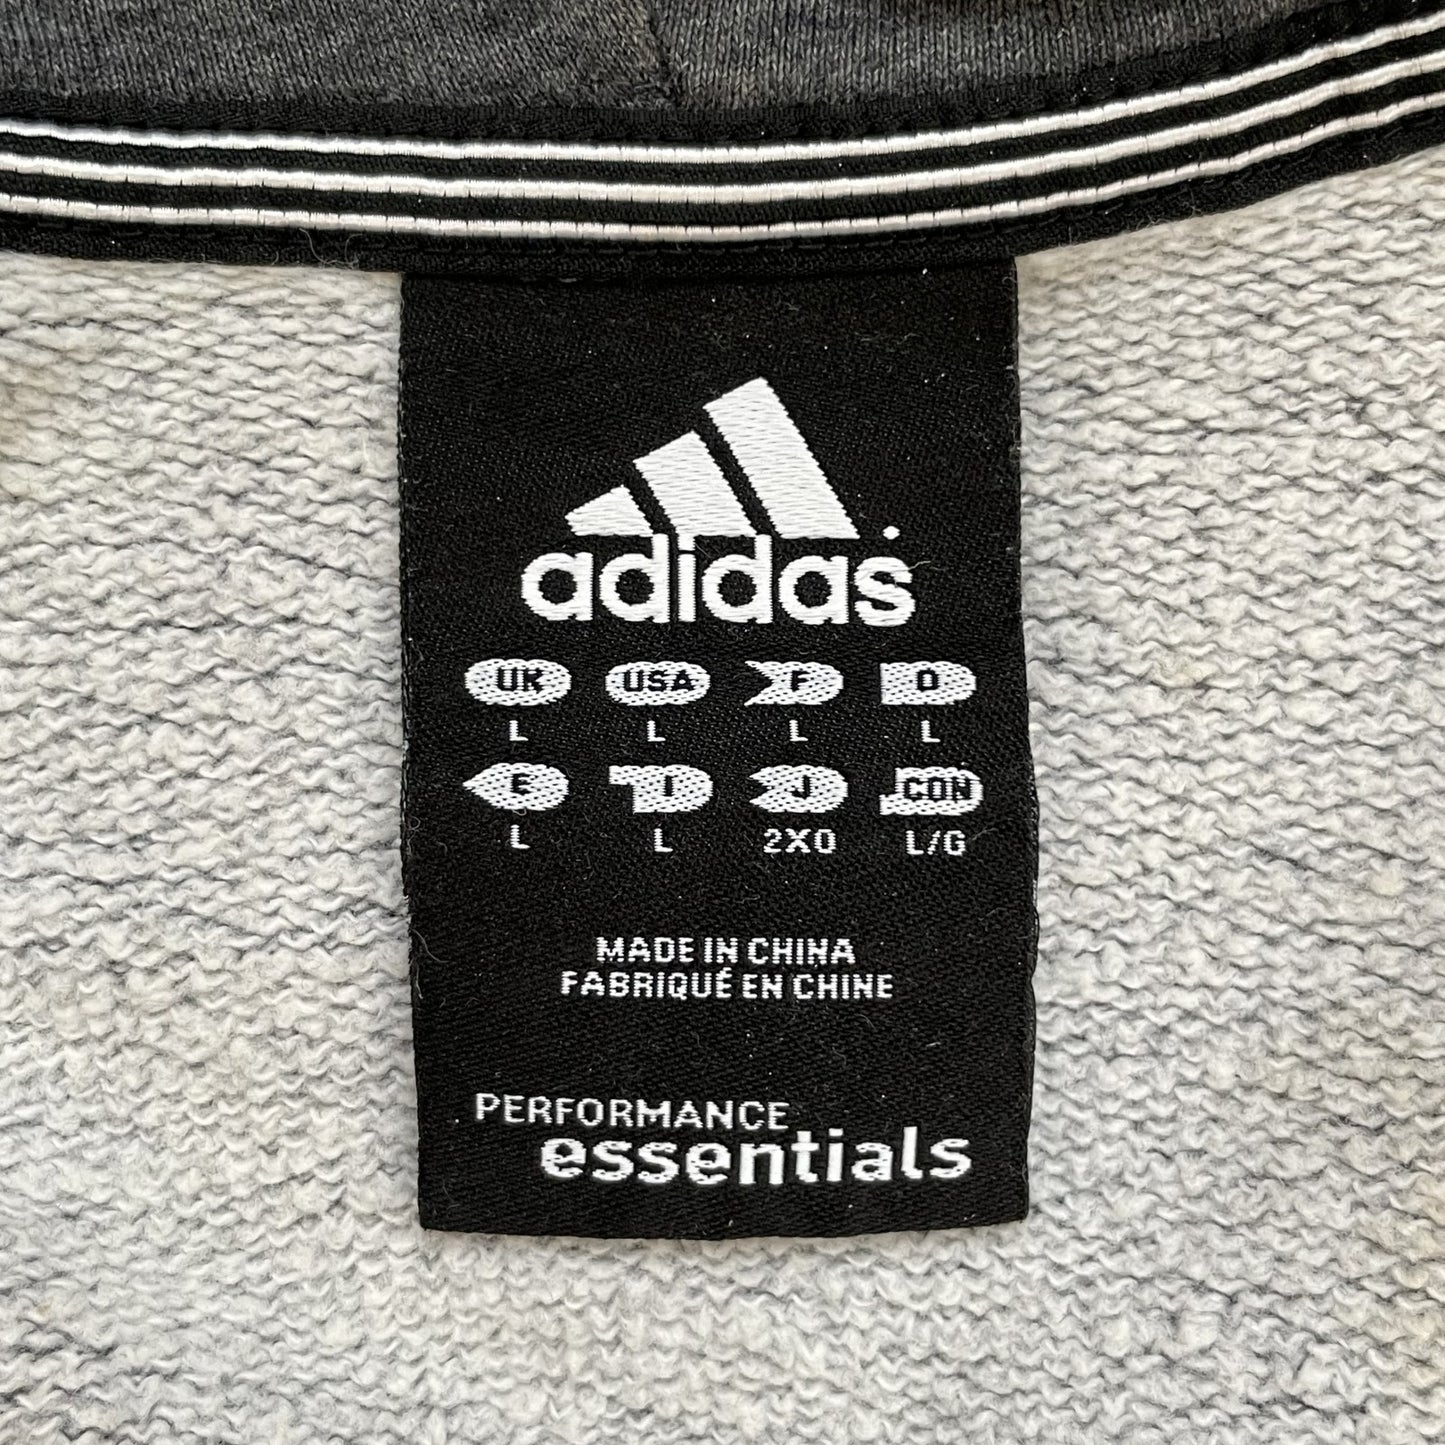 adidas
UK USA F D
L L L L
E I J CDN
L L 2XO L/G
MADE IN CHINA
FABRIQUÉ EN CHINE
PERFORMANCE
essentials